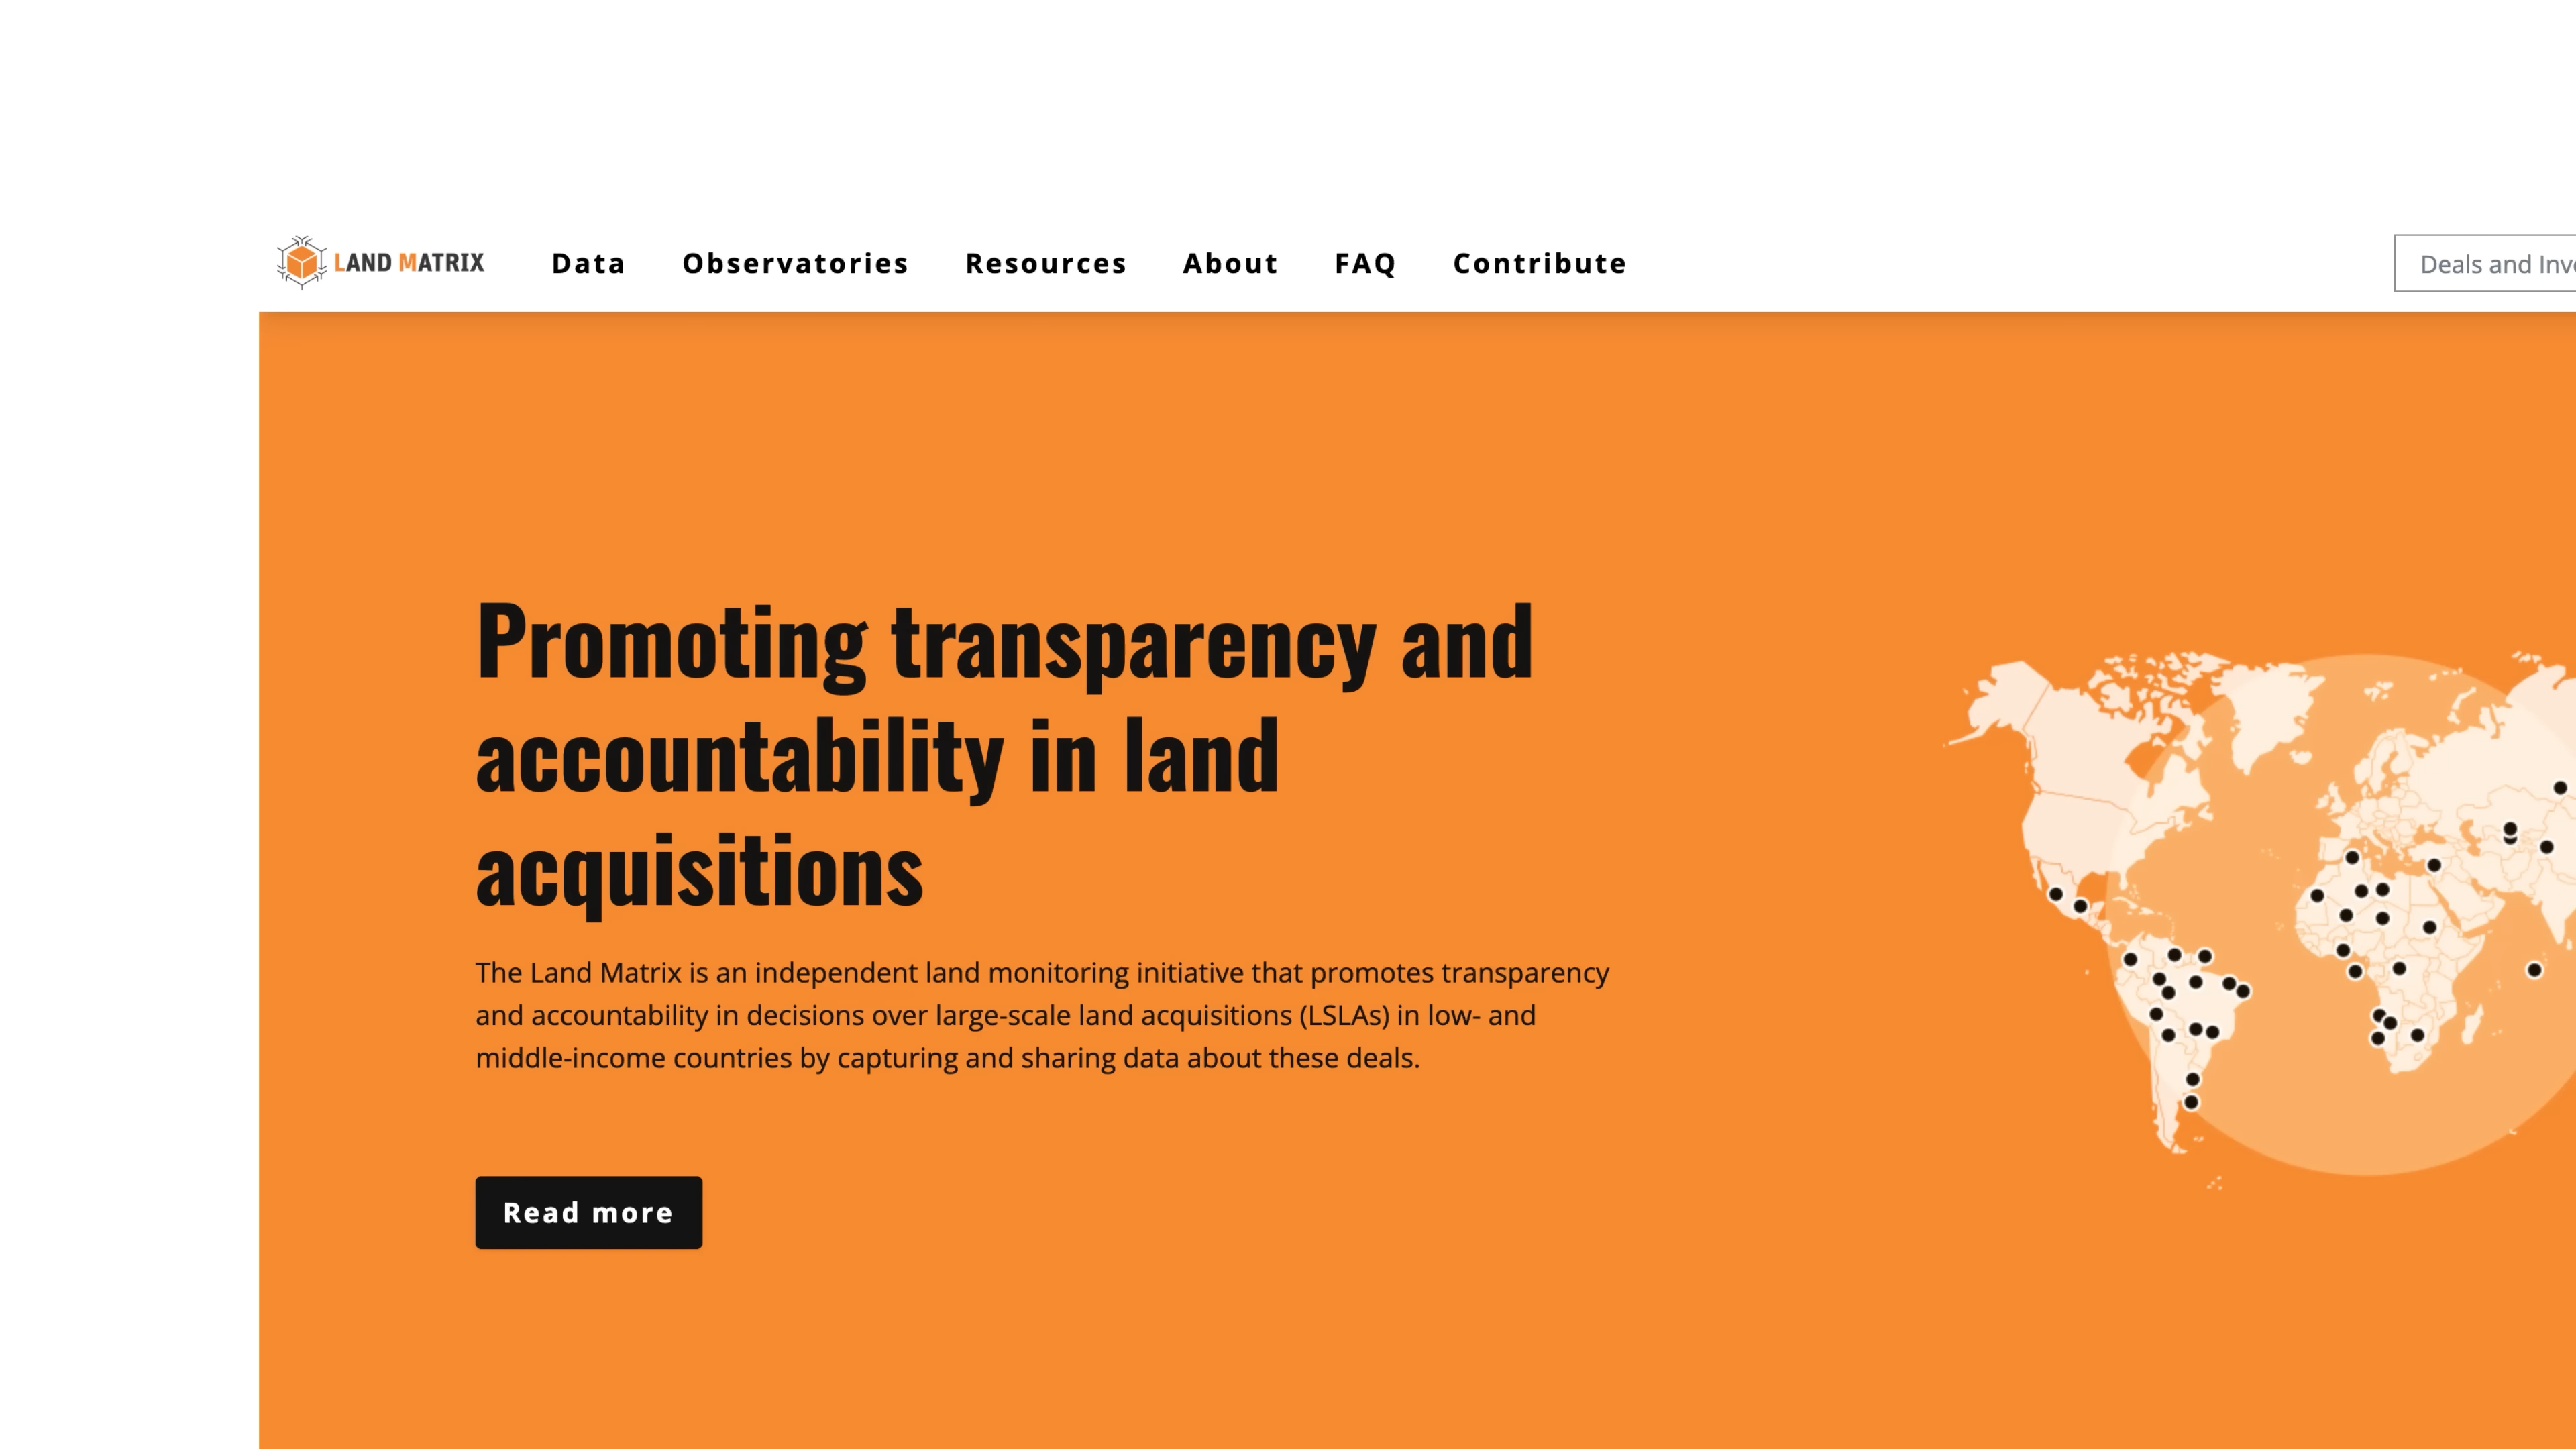 LAND MATRIX Data Observatories Resources About FAQ Contribute Deals and Inv
Promoting transparency and
accountability in land
acquisitions
The Land Matrix is an independent land monitoring initiative that promotes transparency
and accountability in decisions over large-scale land acquisitions (LSLAs) in low- and
middle-income countries by capturing and sharing data about these deals.
Read more